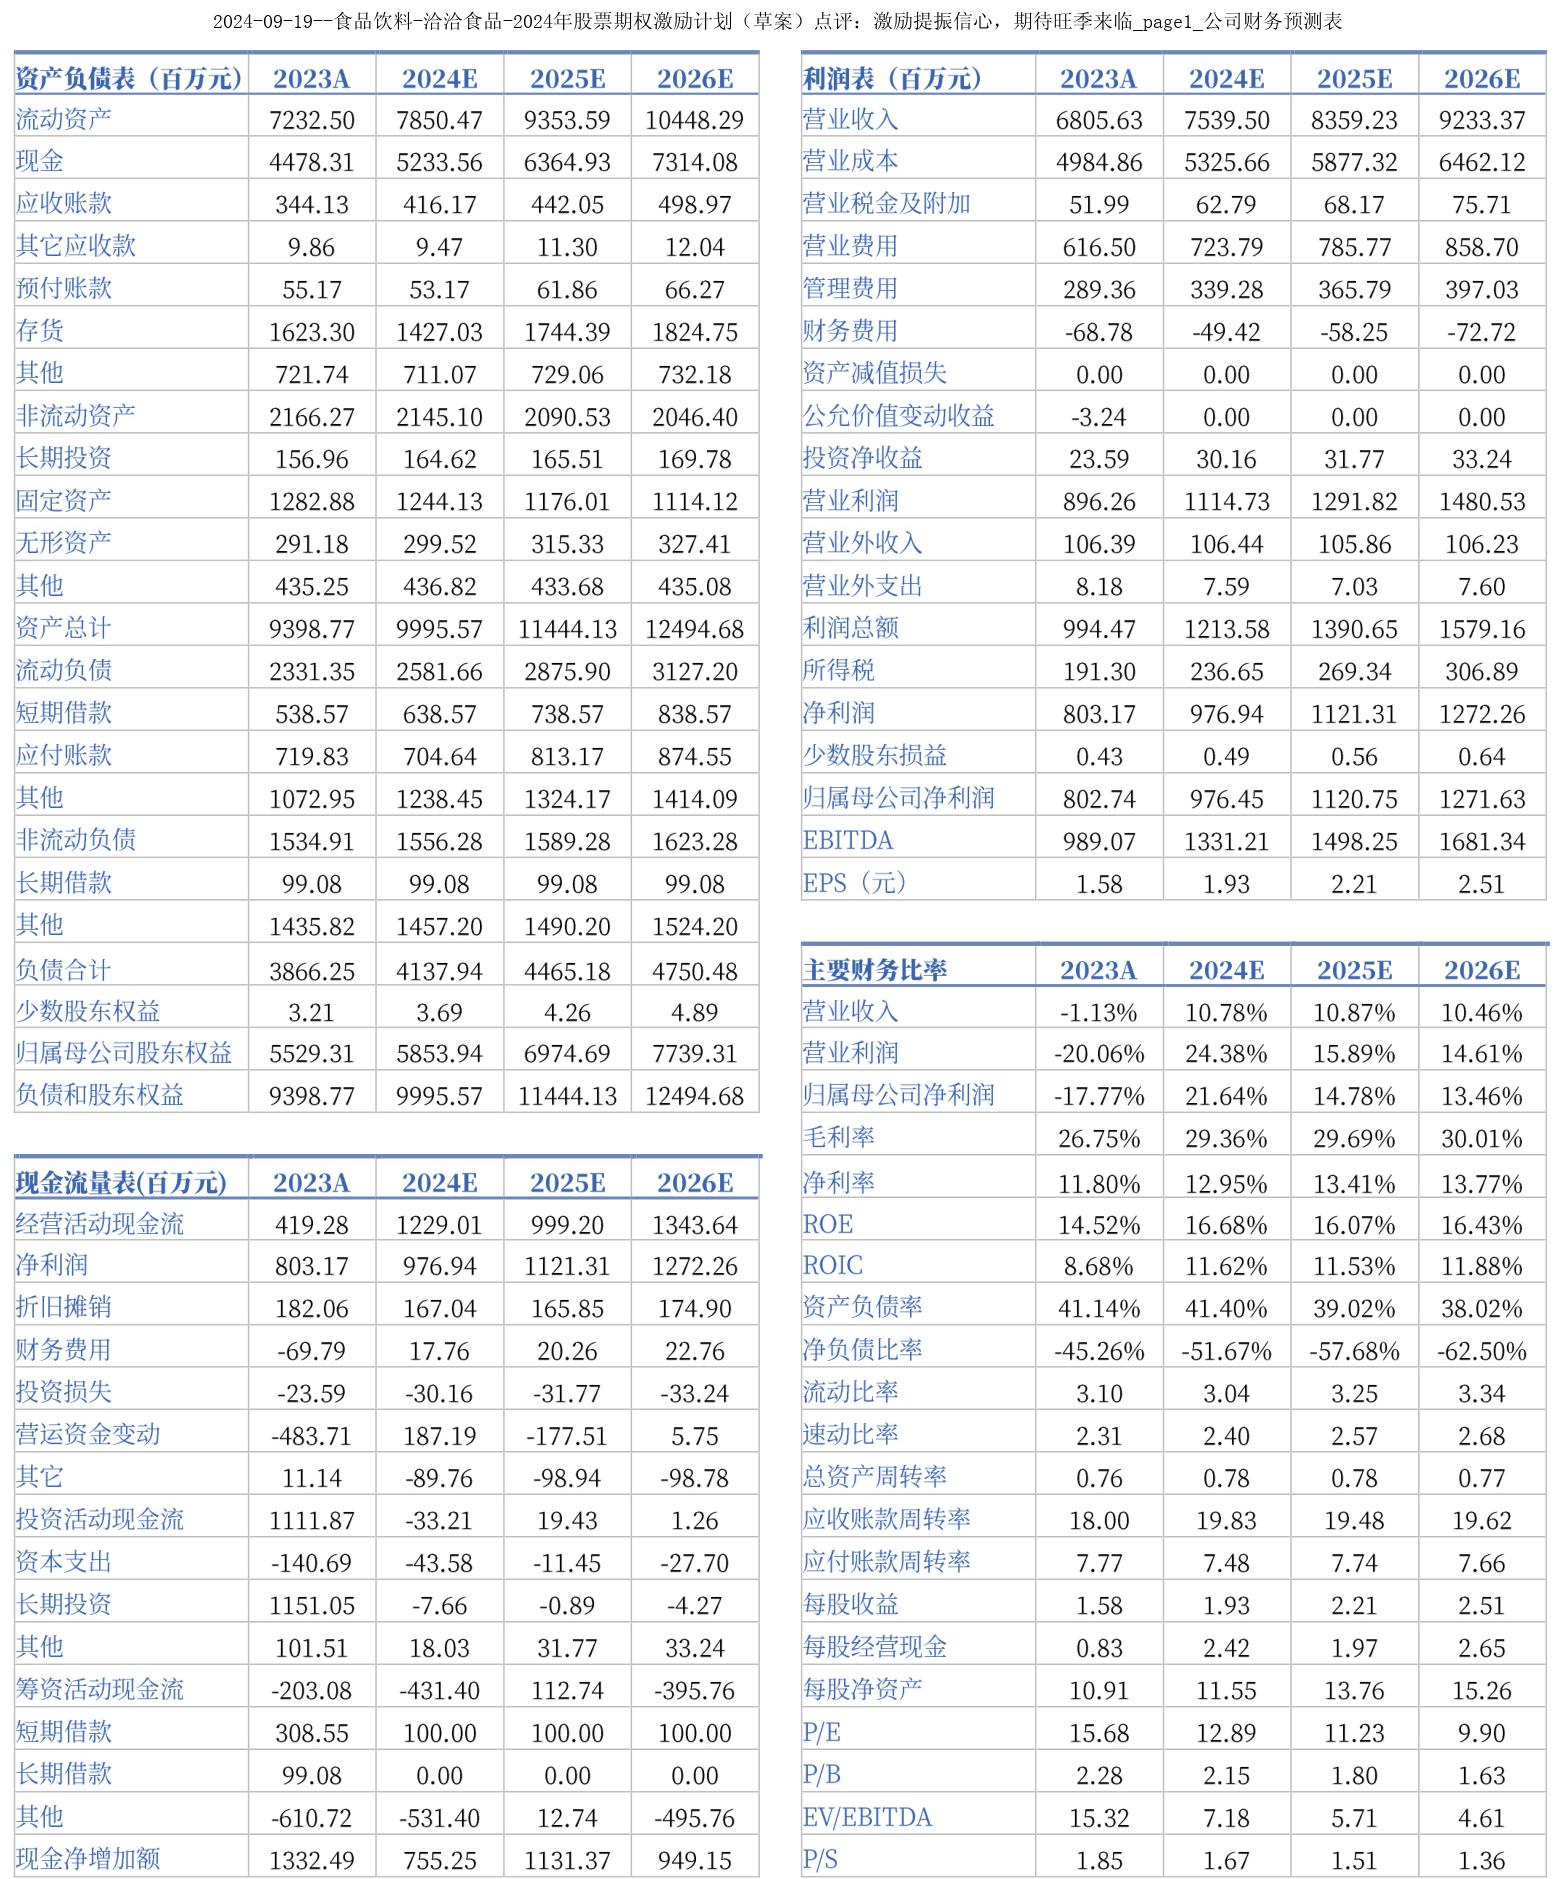 2024-09-19--食品饮料-洽洽食品-2024年股票期权激励计划（草案）点评：激励提振信心，期待旺季来临_page1_公司财务预测表
资产负债表（百万元） 2023A 2024E 2025E 2026E
流动资产 7232.50 7850.47 9353.59 10448.29
现金 4478.31 5233.56 6364.93 7314.08
应收账款 344.13 416.17 442.05 498.97
其它应收款 9.86 9.47 11.30 12.04
预付账款 55.17 53.17 61.86 66.27
存货 1623.30 1427.03 1744.39 1824.75
其他 721.74 711.07 729.06 732.18
非流动资产 2166.27 2145.10 2090.53 2046.40
长期投资 156.96 164.62 165.51 169.78
固定资产 1282.88 1244.13 1176.01 1114.12
无形资产 291.18 299.52 315.33 327.41
其他 435.25 436.82 433.68 435.08
资产总计 9398.77 9995.57 11444.13 12494.68
流动负债 2331.35 2581.66 2875.90 3127.20
短期借款 538.57 638.57 738.57 838.57
应付账款 719.83 704.64 813.17 874.55
其他 1072.95 1238.45 1324.17 1414.09
非流动负债 1534.91 1556.28 1589.28 1623.28
长期借款 99.08 99.08 99.08 99.08
其他 1435.82 1457.20 1490.20 1524.20
负债合计 3866.25 4137.94 4465.18 4750.48
少数股东权益 3.21 3.69 4.26 4.89
归属母公司股东权益 5529.31 5853.94 6974.69 7739.31
负债和股东权益 9398.77 9995.57 11444.13 12494.68
现金流量表(百万元) 2023A 2024E 2025E 2026E
经营活动现金流 419.28 1229.01 999.20 1343.64
净利润 803.17 976.94 1121.31 1272.26
折旧摊销 182.06 167.04 165.85 174.90
财务费用 -69.79 17.76 20.26 22.76
投资损失 -23.59 -30.16 -31.77 -33.24
营运资金变动 -483.71 187.19 -177.51 5.75
其它 11.14 -89.76 -98.94 -98.78
投资活动现金流 1111.87 -33.21 19.43 1.26
资本支出 -140.69 -43.58 -11.45 -27.70
长期投资 1151.05 -7.66 -0.89 -4.27
其他 101.51 18.03 31.77 33.24
筹资活动现金流 -203.08 -431.40 112.74 -395.76
短期借款 308.55 100.00 100.00 100.00
长期借款 99.08 0.00 0.00 0.00
其他 -610.72 -531.40 12.74 -495.76
现金净增加额 1332.49 755.25 1131.37 949.15
利润表（百万元） 2023A 2024E 2025E 2026E
营业收入 6805.63 7539.50 8359.23 9233.37
营业成本 4984.86 5325.66 5877.32 6462.12
营业税金及附加 51.99 62.79 68.17 75.71
营业费用 616.50 723.79 785.77 858.70
管理费用 289.36 339.28 365.79 397.03
财务费用 -68.78 -49.42 -58.25 -72.72
资产减值损失 0.00 0.00 0.00 0.00
公允价值变动收益 -3.24 0.00 0.00 0.00
投资净收益 23.59 30.16 31.77 33.24
营业利润 896.26 1114.73 1291.82 1480.53
营业外收入 106.39 106.44 105.86 106.23
营业外支出 8.18 7.59 7.03 7.60
利润总额 994.47 1213.58 1390.65 1579.16
所得税 191.30 236.65 269.34 306.89
净利润 803.17 976.94 1121.31 1272.26
少数股东损益 0.43 0.49 0.56 0.64
归属母公司净利润 802.74 976.45 1120.75 1271.63
EBITDA 989.07 1331.21 1498.25 1681.34
EPS（元） 1.58 1.93 2.21 2.51
主要财务比率 2023A 2024E 2025E 2026E
营业收入 -1.13% 10.78% 10.87% 10.46%
营业利润 -20.06% 24.38% 15.89% 14.61%
归属母公司净利润 -17.77% 21.64% 14.78% 13.46%
毛利率 26.75% 29.36% 29.69% 30.01%
净利率 11.80% 12.95% 13.41% 13.77%
ROE 14.52% 16.68% 16.07% 16.43%
ROIC 8.68% 11.62% 11.53% 11.88%
资产负债率 41.14% 41.40% 39.02% 38.02%
净负债比率 -45.26% -51.67% -57.68% -62.50%
流动比率 3.10 3.04 3.25 3.34
速动比率 2.31 2.40 2.57 2.68
总资产周转率 0.76 0.78 0.78 0.77
应收账款周转率 18.00 19.83 19.48 19.62
应付账款周转率 7.77 7.48 7.74 7.66
每股收益 1.58 1.93 2.21 2.51
每股经营现金 0.83 2.42 1.97 2.65
每股净资产 10.91 11.55 13.76 15.26
P/E 15.68 12.89 11.23 9.90
P/B 2.28 2.15 1.80 1.63
EV/EBITDA 15.32 7.18 5.71 4.61
P/S 1.85 1.67 1.51 1.36